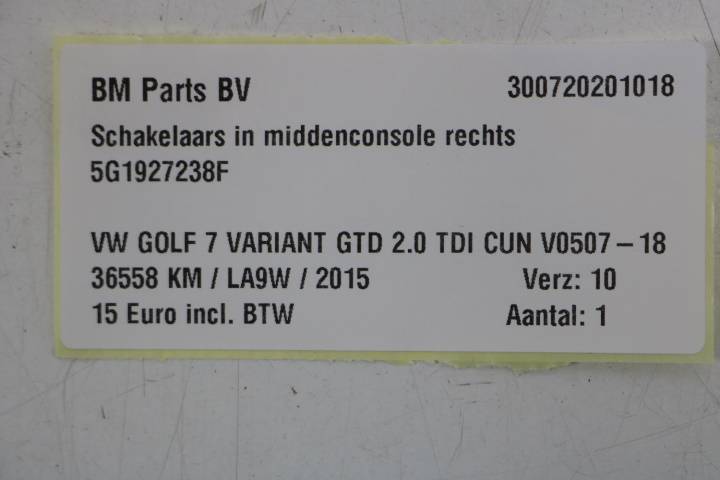 BM Parts BV 300720201018
Schakelaars in middenconsole rechts
5G1927238F
VW GOLF 7 VARIANT GTD 2.0 TDI CUN V0507-18
36558 KM / LA9W / 2015 Verz: 10
15 Euro incl. BTW Aantal: 1